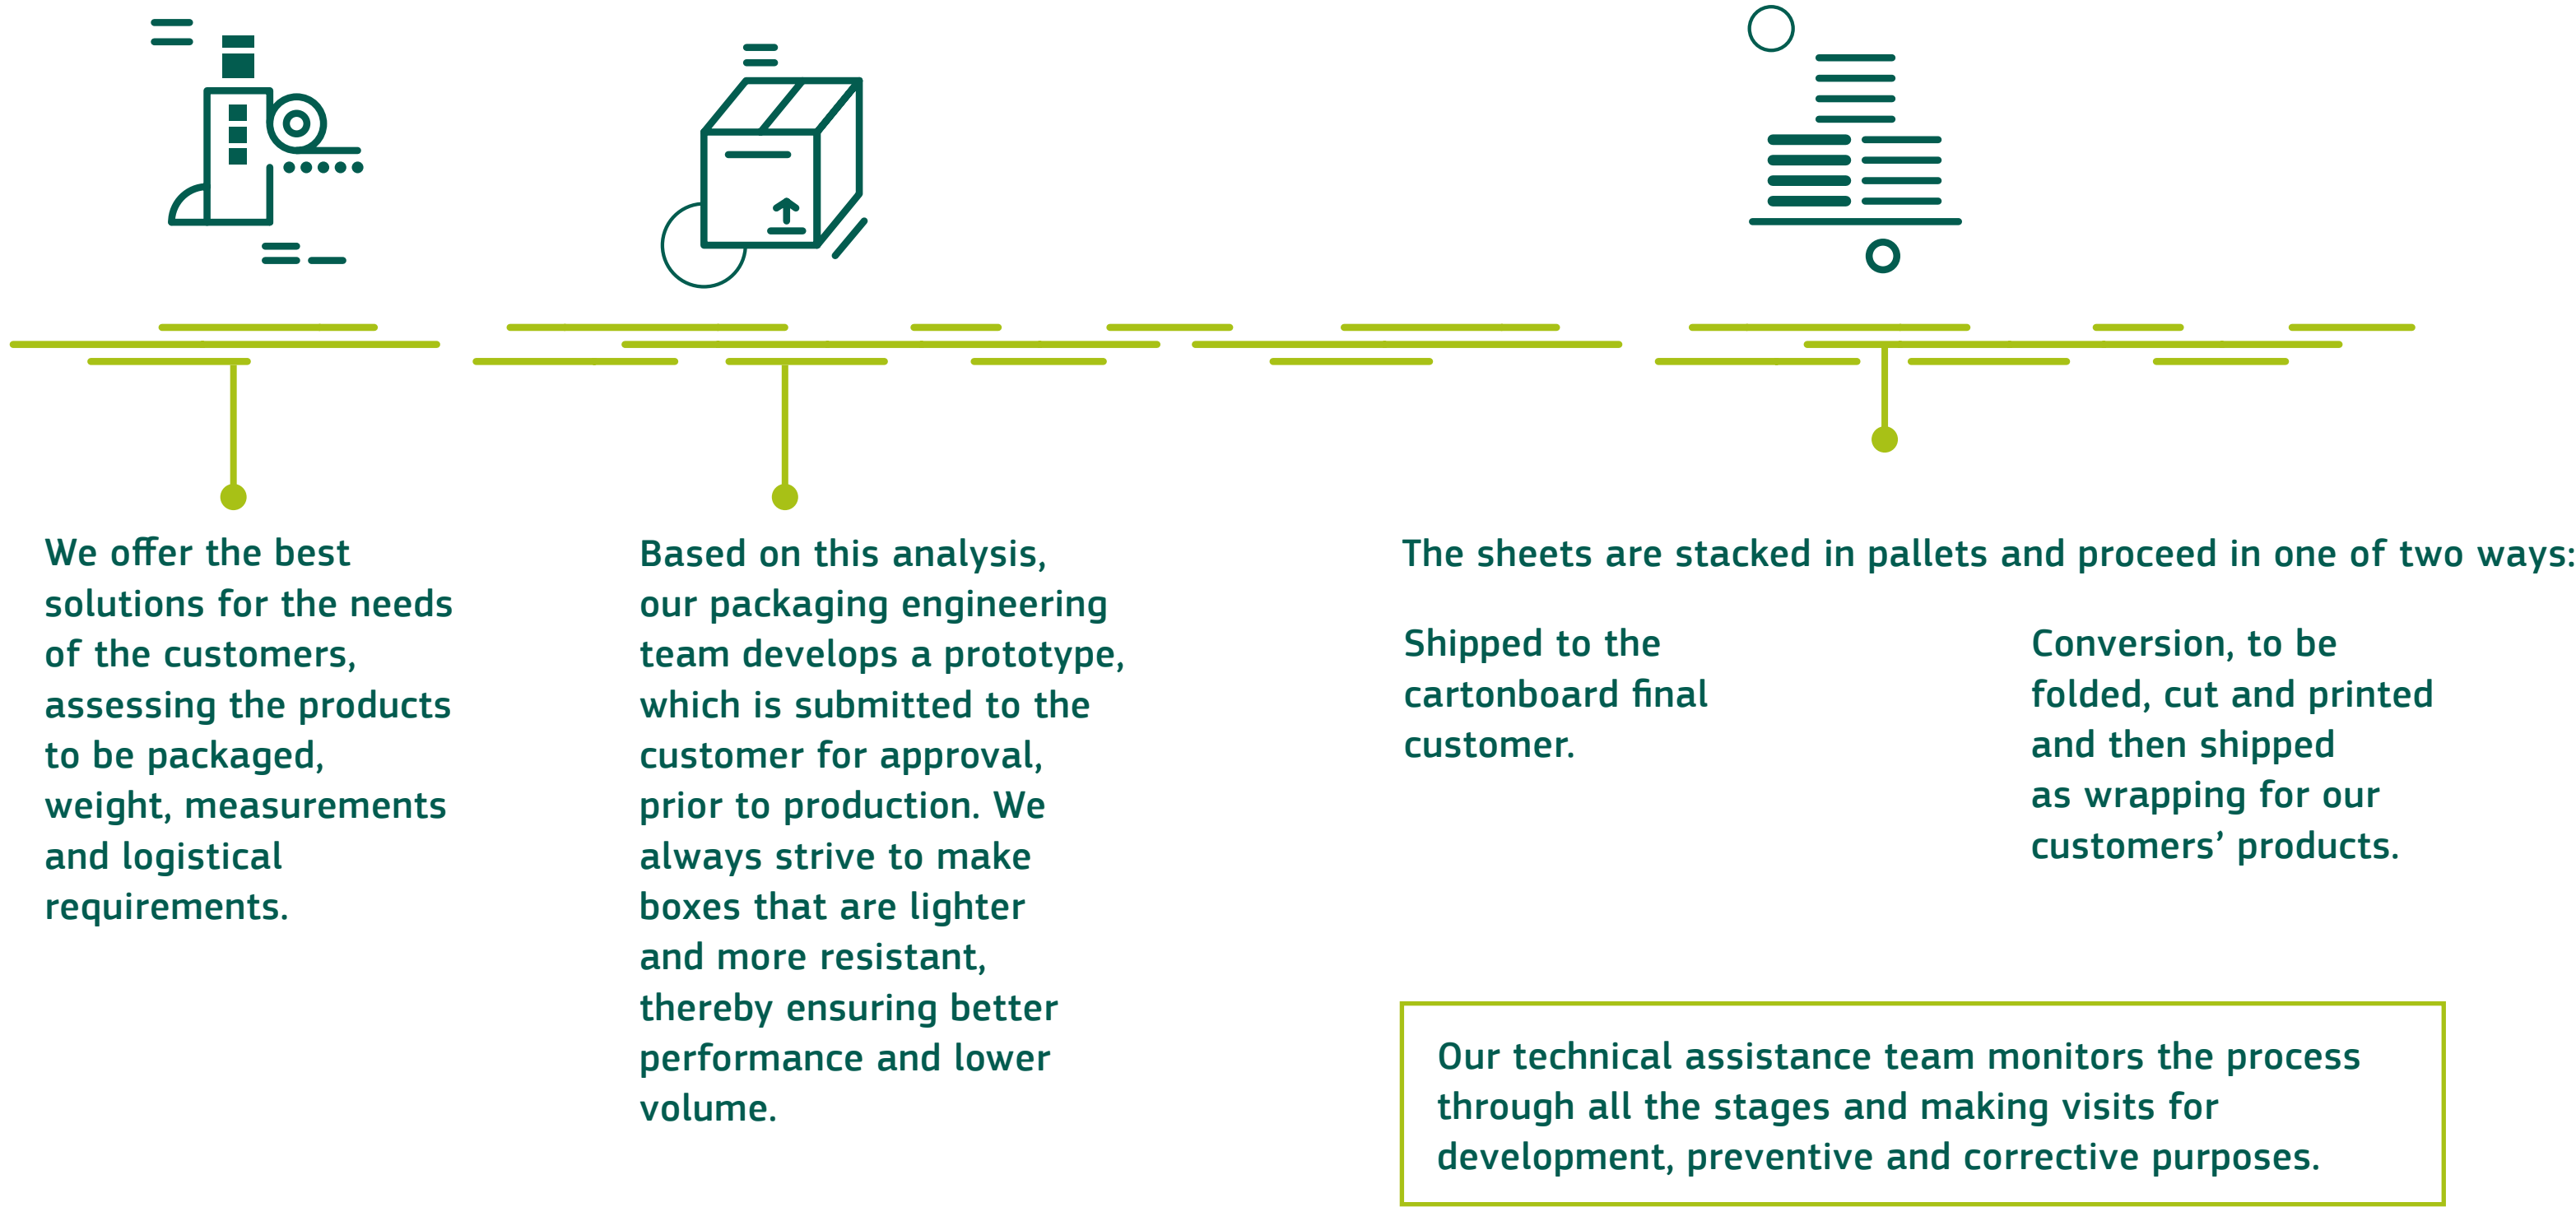 We offer the best
solutions for the needs
of the customers,
assessing the products
to be packaged,
weight, measurements
and logistical
requirements.
Based on this analysis,
our packaging engineering
team develops a prototype,
which is submitted to the
customer for approval,
prior to production. We
always strive to make
boxes that are lighter
and more resistant,
thereby ensuring better
performance and lower
volume.
The sheets are stacked in pallets and proceed in one of two ways:
Shipped to the
cartonboard final
customer.
Conversion, to be
folded, cut and printed
and then shipped
as wrapping for our
customers’ products.
Our technical assistance team monitors the process
through all the stages and making visits for
development, preventive and corrective purposes.